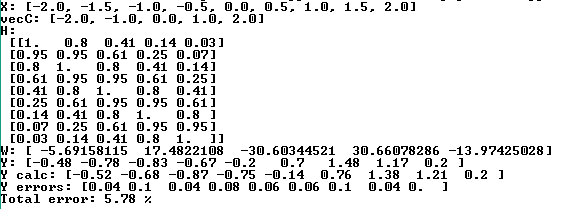 X: [-2.0, -1.5, -1.0, -0.5, 0.0, 0.5, 1.0, 1.5, 2.0]
vecC: [-2.0, -1.0, 0.0, 1.0, 2.0]
H:
[[1. 0.8 0.41 0.14 0.03]
[0.95 0.95 0.61 0.25 0.07]
[0.8 1. 0.8 0.41 0.14]
[0.61 0.95 0.95 0.61 0.25]
[0.41 0.8 1. 0.8 0.41]
[0.25 0.61 0.95 0.95 0.61]
[0.14 0.41 0.8 1. 0.8 ]
[0.07 0.25 0.61 0.95 0.95]
[0.03 0.14 0.41 0.8 1. ]]
W: [ -5.69158115 17.4822108 -30.60344521 30.66078286 -13.97425028]
Y: [-0.48 -0.78 -0.83 -0.67 -0.2 0.7 1.48 1.17 0.2 ]
Y calc: [-0.52 -0.68 -0.87 -0.75 -0.14 0.76 1.38 1.21 0.2 ]
Y errors: [0.04 0.1 0.04 0.08 0.06 0.06 0.1 0.04 0. ]
Total error: 5.78 %